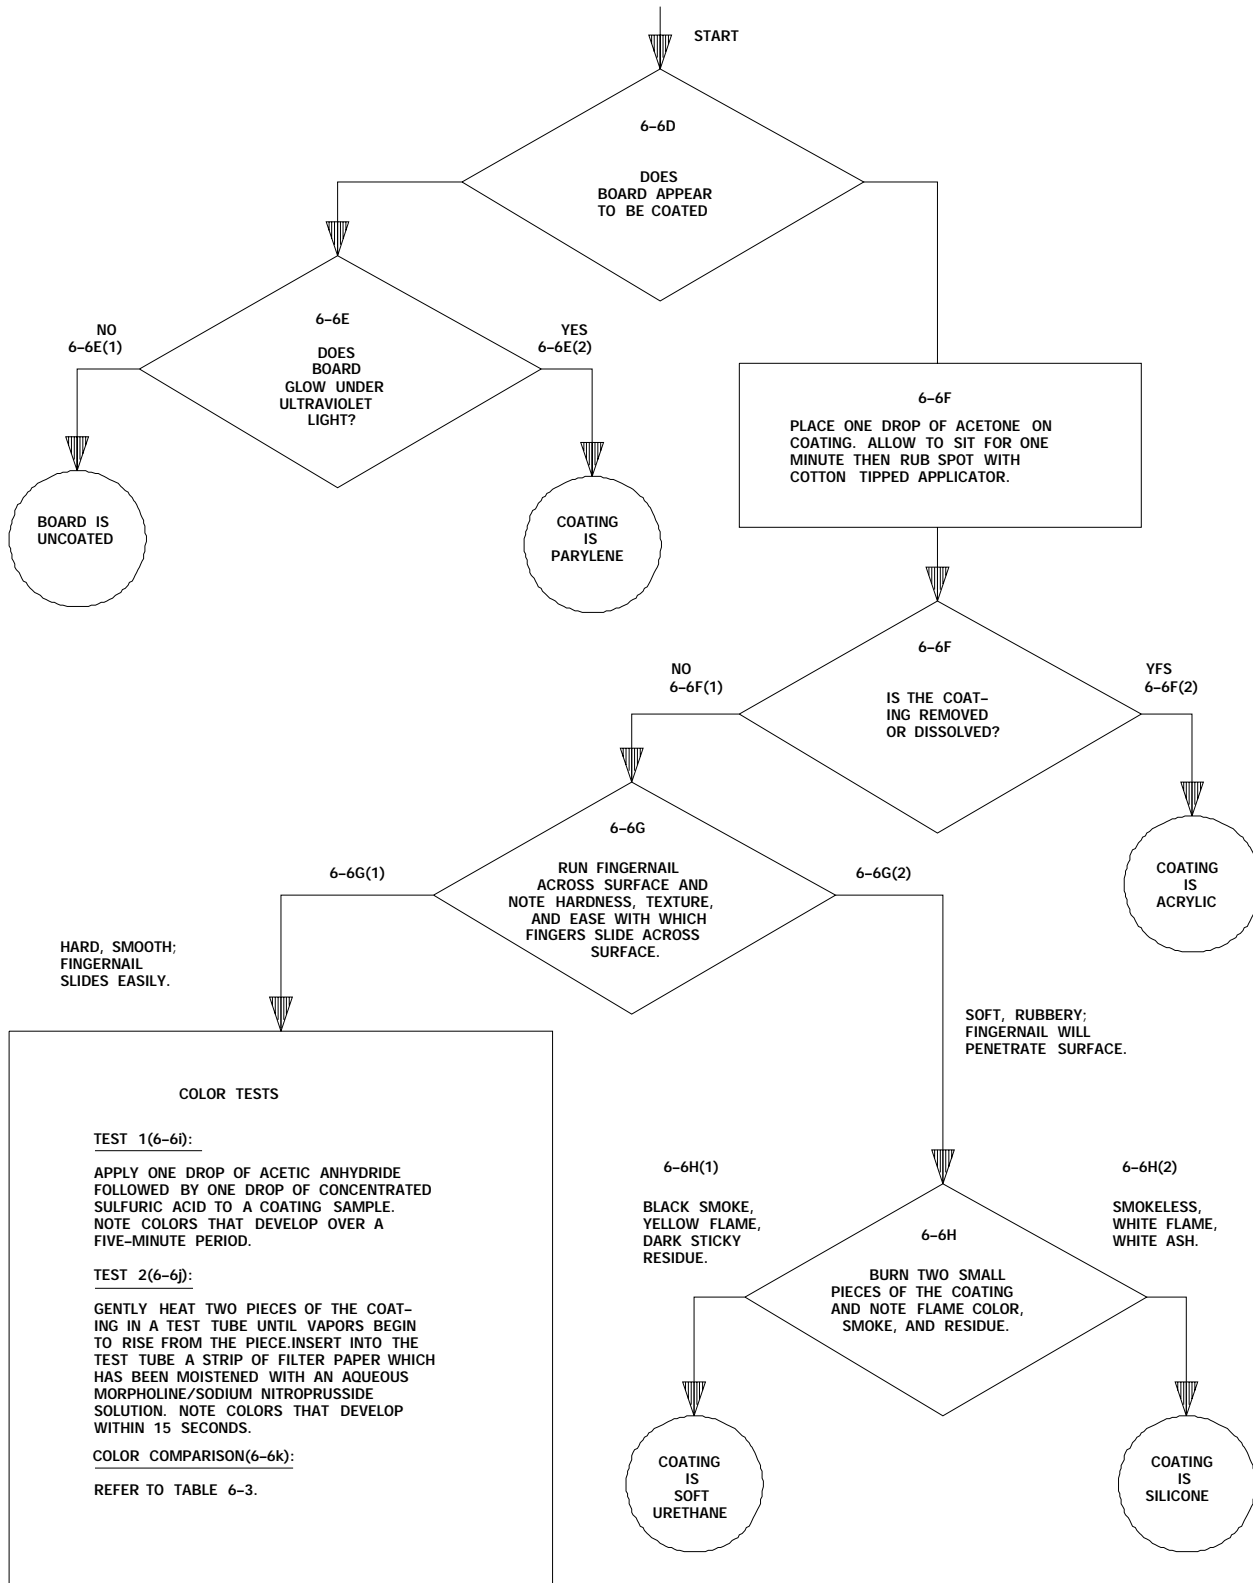 START
6-6D
DOES
BOARD APPEAR
TO BE COATED
6-6E
DOES
BOARD
GLOW UNDER
ULTRAVIOLET
LIGHT?
NO
6-6E(1)
YES
6-6E(2)
BOARD IS
UNCOATED
COATING
IS
PARYLENE
6-6F
PLACE ONE DROP OF ACETONE ON
COATING. ALLOW TO SIT FOR ONE
MINUTE THEN RUB SPOT WITH
COTTON TIPPED APPLICATOR.
6-6F
IS THE COAT-
ING REMOVED
OR DISSOLVED?
NO
6-6F(1)
YFS
6-6F(2)
COATING
IS
ACRYLIC
6-6G
RUN FINGERNAIL
ACROSS SURFACE AND
NOTE HARDNESS, TEXTURE,
AND EASE WITH WHICH
FINGERS SLIDE ACROSS
SURFACE.
6-6G(1)
6-6G(2)
HARD, SMOOTH;
FINGERNAIL
SLIDES EASILY.
SOFT, RUBBERY;
FINGERNAIL WILL
PENETRATE SURFACE.
COLOR TESTS
TEST 1(6-6i):
APPLY ONE DROP OF ACETIC ANHYDRIDE
FOLLOWED BY ONE DROP OF CONCENTRATED
SULFURIC ACID TO A COATING SAMPLE.
NOTE COLORS THAT DEVELOP OVER A
FIVE-MINUTE PERIOD.
TEST 2(6-6j):
GENTLY HEAT TWO PIECES OF THE COAT-
ING IN A TEST TUBE UNTIL VAPORS BEGIN
TO RISE FROM THE PIECE.INSERT INTO THE
TEST TUBE A STRIP OF FILTER PAPER WHICH
HAS BEEN MOISTENED WITH AN AQUEOUS
MORPHOLINE/SODIUM NITROPRUSSIDE
SOLUTION. NOTE COLORS THAT DEVELOP
WITHIN 15 SECONDS.
COLOR COMPARISON(6-6k):
REFER TO TABLE 6-3.
6-6H(1)
BLACK SMOKE,
YELLOW FLAME,
DARK STICKY
RESIDUE.
6-6H(2)
SMOKELESS,
WHITE FLAME,
WHITE ASH.
6-6H
BURN TWO SMALL
PIECES OF THE COATING
AND NOTE FLAME COLOR,
SMOKE, AND RESIDUE.
COATING
IS
SOFT
URETHANE
COATING
IS
SILICONE